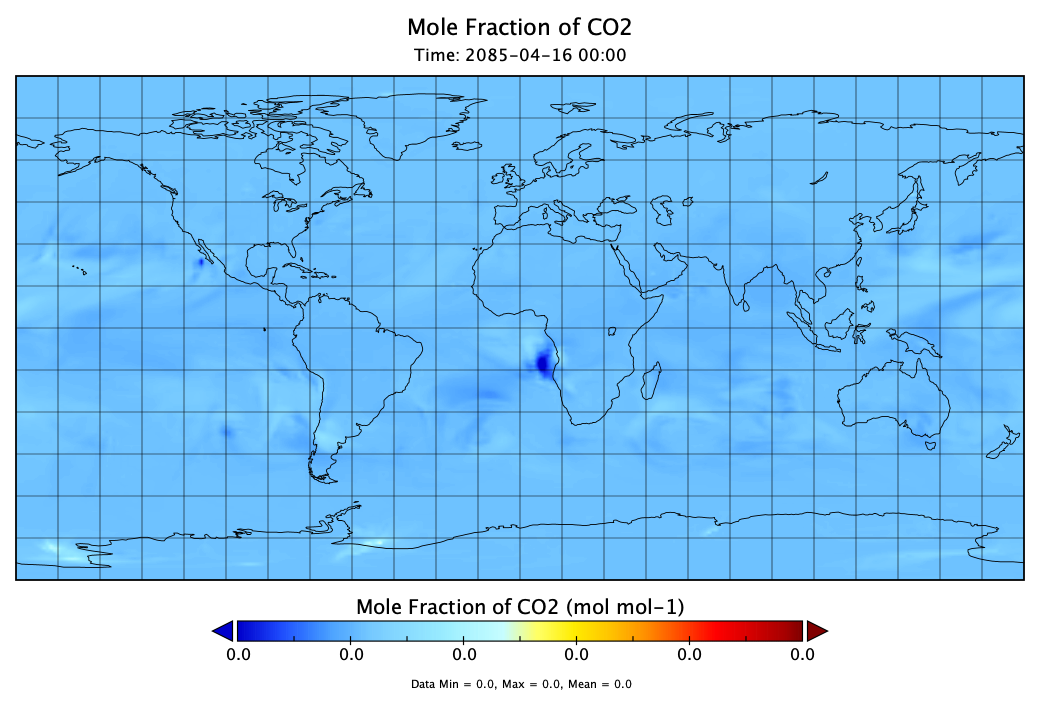 Mole Fraction of CO2
Time: 2085-04-16 00:00
Mole Fraction of CO2 (mol mol-1)
0.0 0.0 0.0 0.0 0.0 0.0
Data Min = 0.0, Max = 0.0, Mean = 0.0